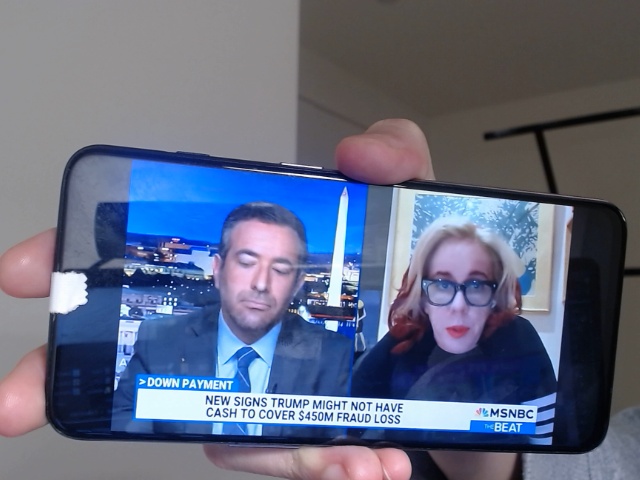 > DOWN PAYMENT
NEW SIGNS TRUMP MIGHT NOT HAVE
CASH TO COVER $450M FRAUD LOSS
MSNBC
THE BEAT